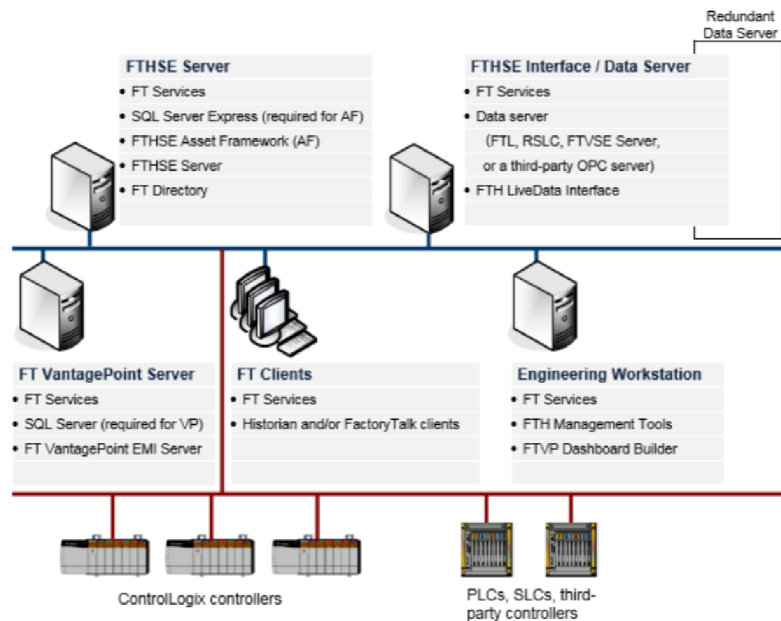 Redundant
Data Server
FTHSE Server
• FT Services
• SQL Server Express (required for AF)
• FTHSE Asset Framework (AF)
• FTHSE Server
• FT Directory
FTHSE Interface / Data Server
• FT Services
• Data server
(FTL, RSLC, FTVSE Server,
or a third-party OPC server)
• FTH LiveData Interface
FT VantagePoint Server
• FT Services
• SQL Server (required for VP)
• FT VantagePoint EMI Server
FT Clients
• FT Services
• Historian and/or FactoryTalk clients
Engineering Workstation
• FT Services
• FTH Management Tools
• FTVP Dashboard Builder
ControlLogix controllers
PLCs, SLCs, third-
party controllers